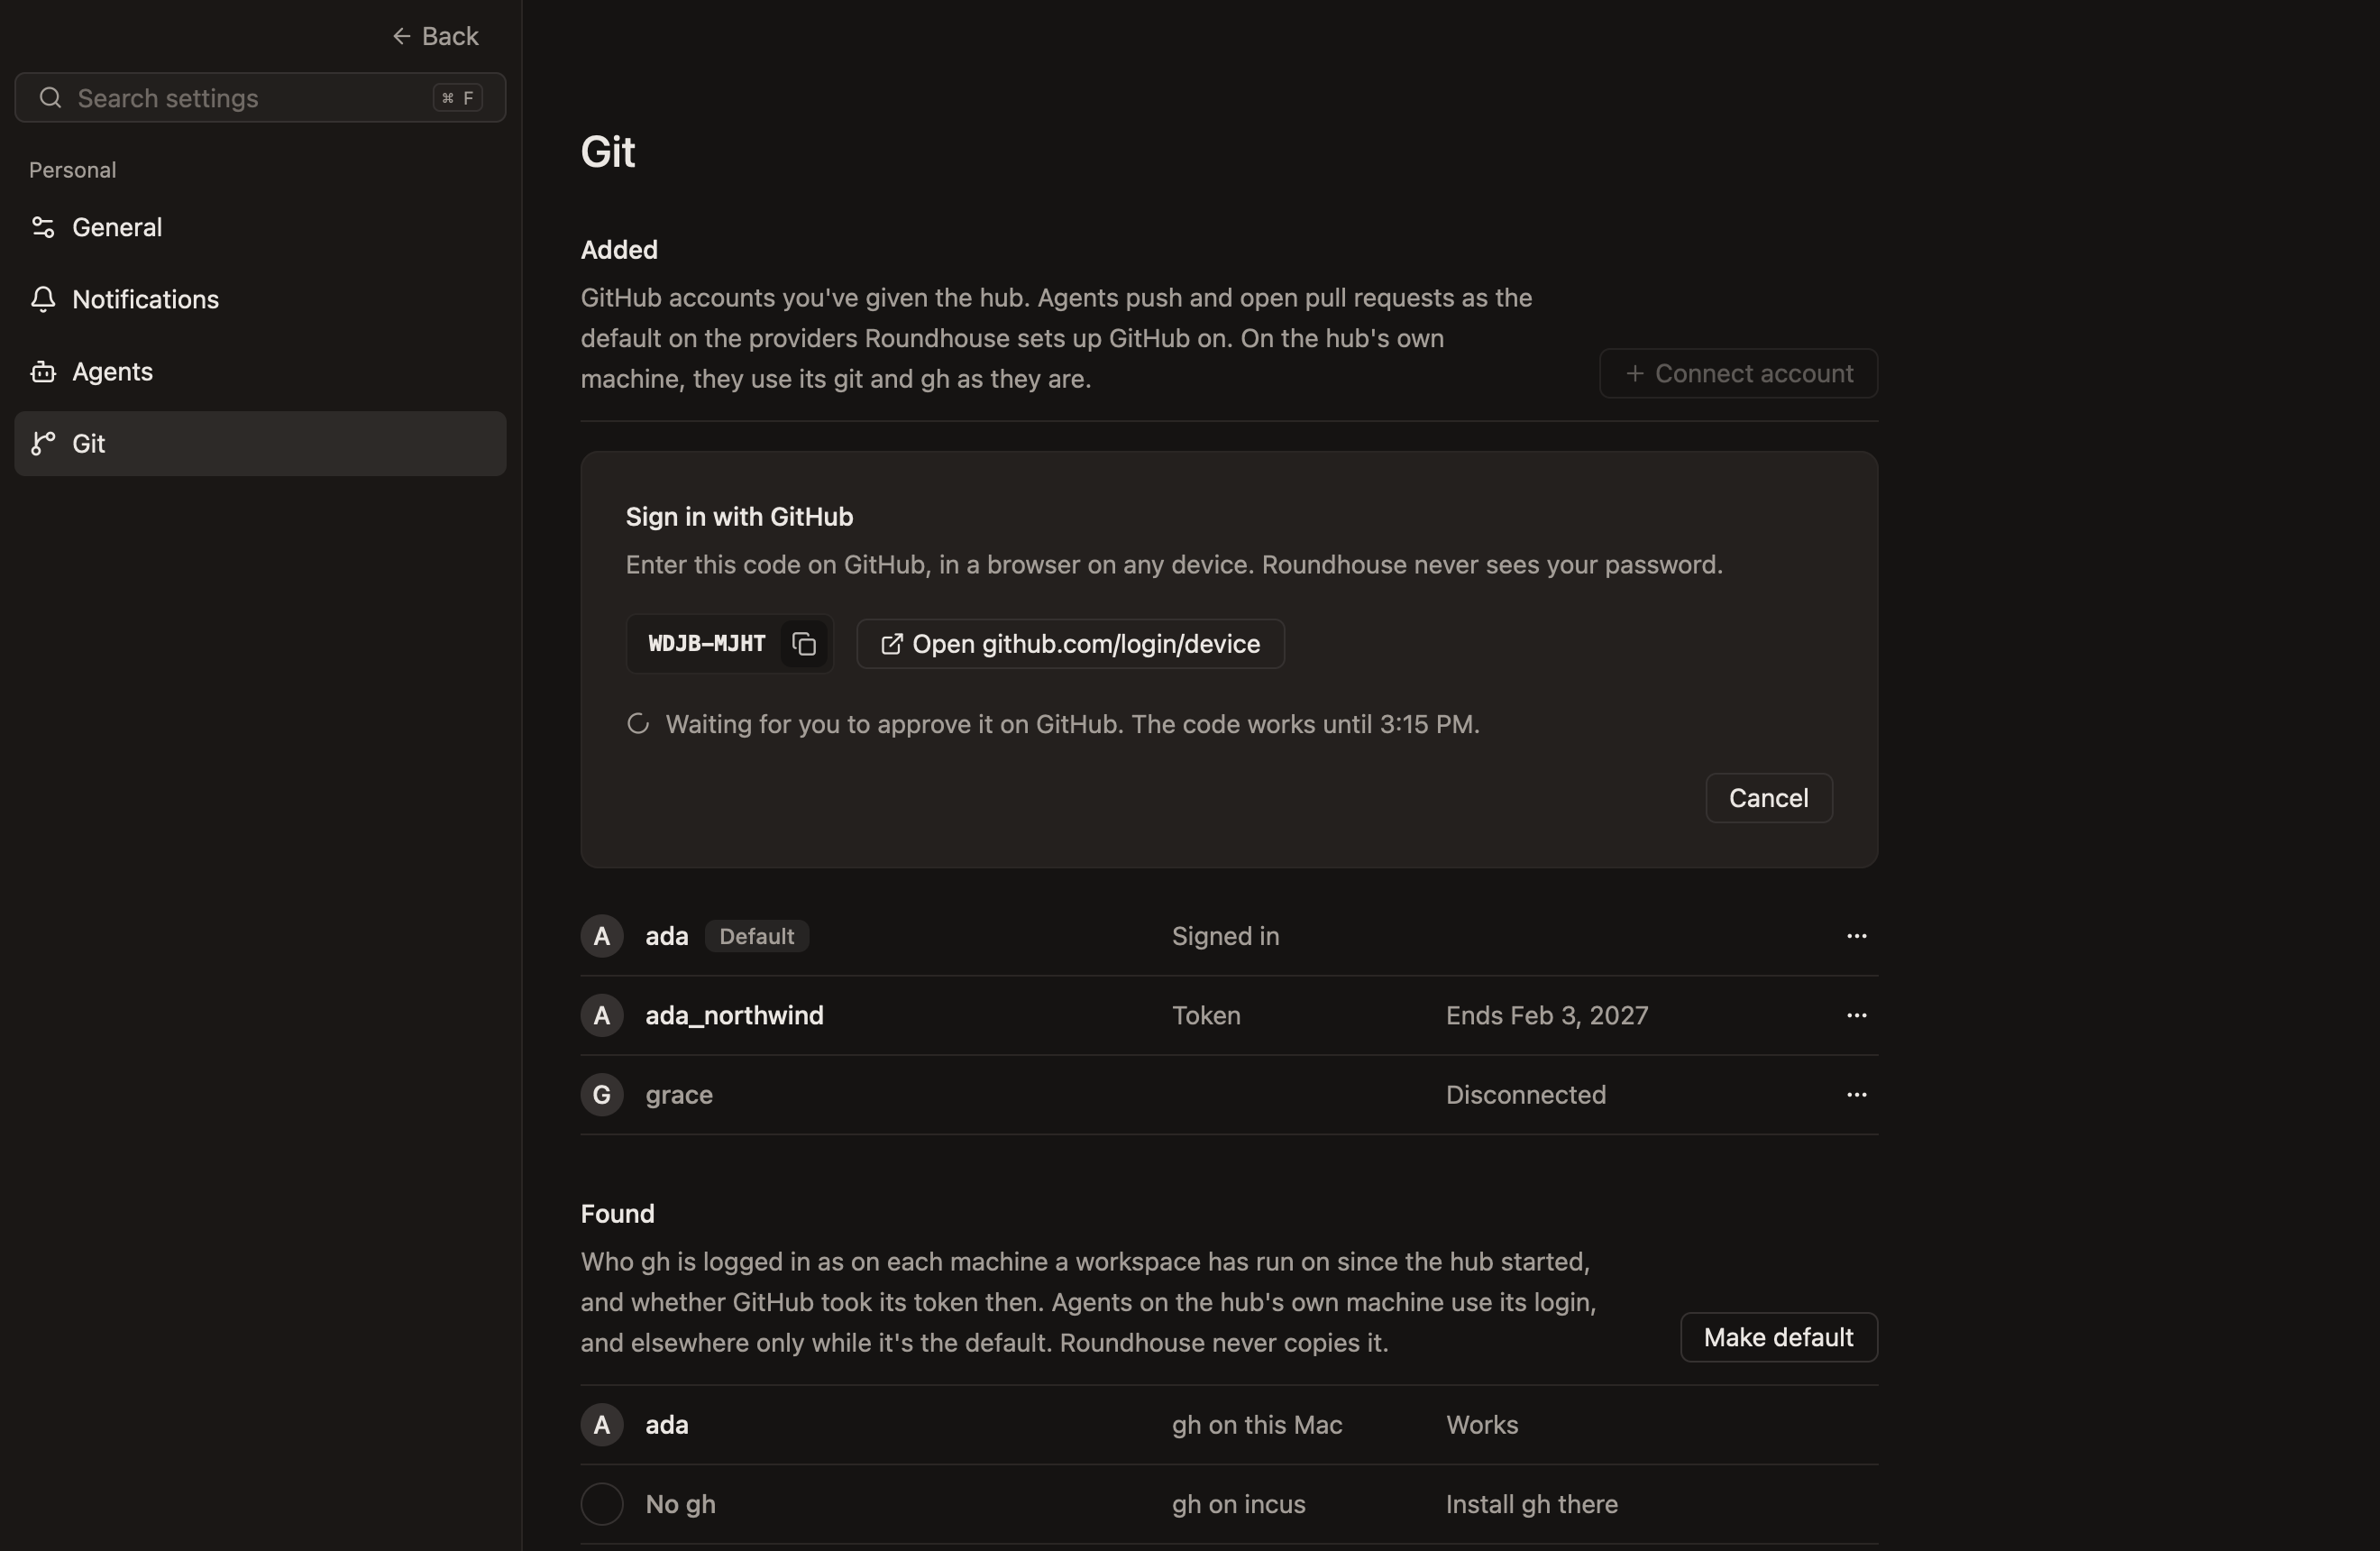 Back
Search settings
⌘ F
Personal
General
Notifications
Agents
Git
Git
Added
GitHub accounts you've given the hub. Agents push and open pull requests as the
default on the providers Roundhouse sets up GitHub on. On the hub's own
machine, they use its git and gh as they are.
Connect account
Sign in with GitHub
Enter this code on GitHub, in a browser on any device. Roundhouse never sees your password.
WDJB-MJHT
Open github.com/login/device
Waiting for you to approve it on GitHub. The code works until 3:15 PM.
Cancel
A ada Default Signed in
A ada_northwind Token Ends Feb 3, 2027
G grace Disconnected
Found
Who gh is logged in as on each machine a workspace has run on since the hub started,
and whether GitHub took its token then. Agents on the hub's own machine use its login,
and elsewhere only while it's the default. Roundhouse never copies it.
Make default
A ada gh on this Mac Works
No gh gh on incus Install gh there